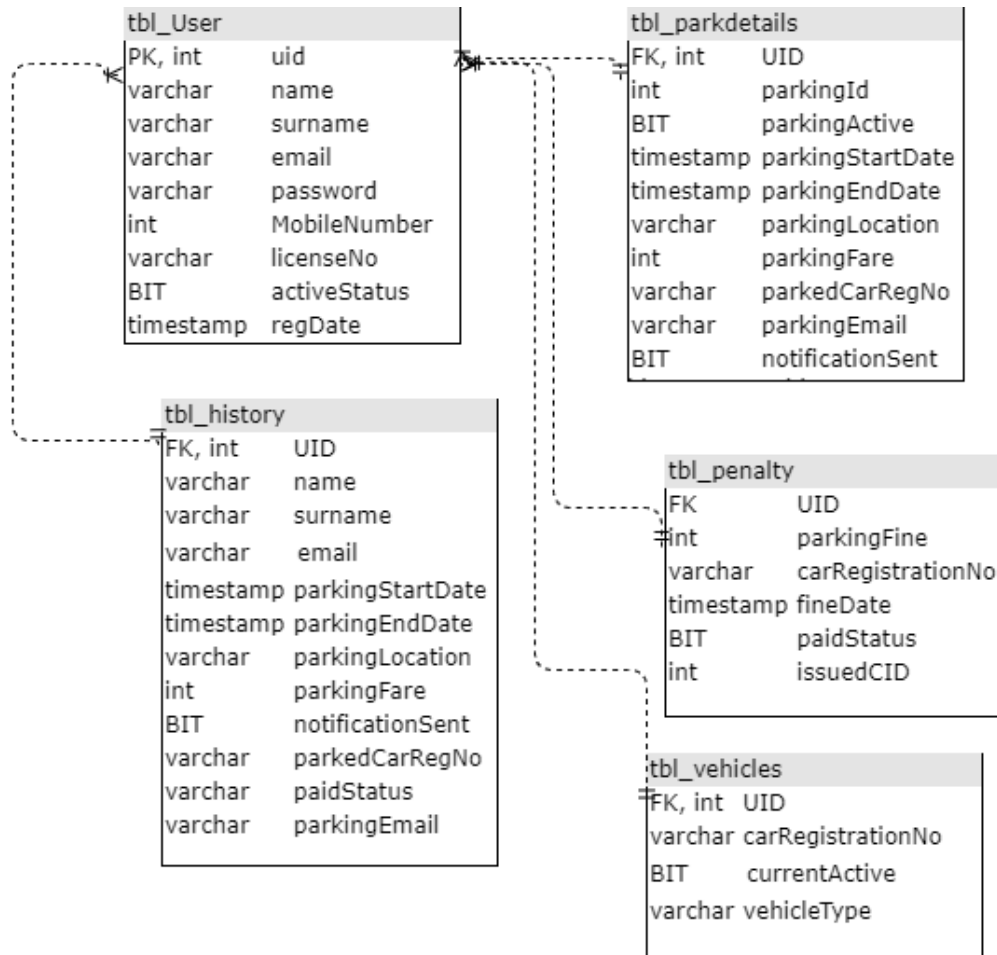 tbl_User
PK, int uid
varchar name
varchar surname
varchar email
varchar password
int MobileNumber
varchar licenseNo
BIT activeStatus
timestamp regDate
tbl_parkdetails
FK, int UID
int parkingId
BIT parkingActive
timestamp parkingStartDate
timestamp parkingEndDate
varchar parkingLocation
int parkingFare
varchar parkedCarRegNo
varchar parkingEmail
BIT notificationSent
tbl_history
FK, int UID
varchar name
varchar surname
varchar email
timestamp parkingStartDate
timestamp parkingEndDate
varchar parkingLocation
int parkingFare
BIT notificationSent
varchar parkedCarRegNo
varchar paidStatus
varchar parkingEmail
tbl_penalty
FK UID
int parkingFine
varchar carRegistrationNo
timestamp fineDate
BIT paidStatus
int issuedCID
tbl_vehicles
FK, int UID
varchar carRegistrationNo
BIT currentActive
varchar vehicleType